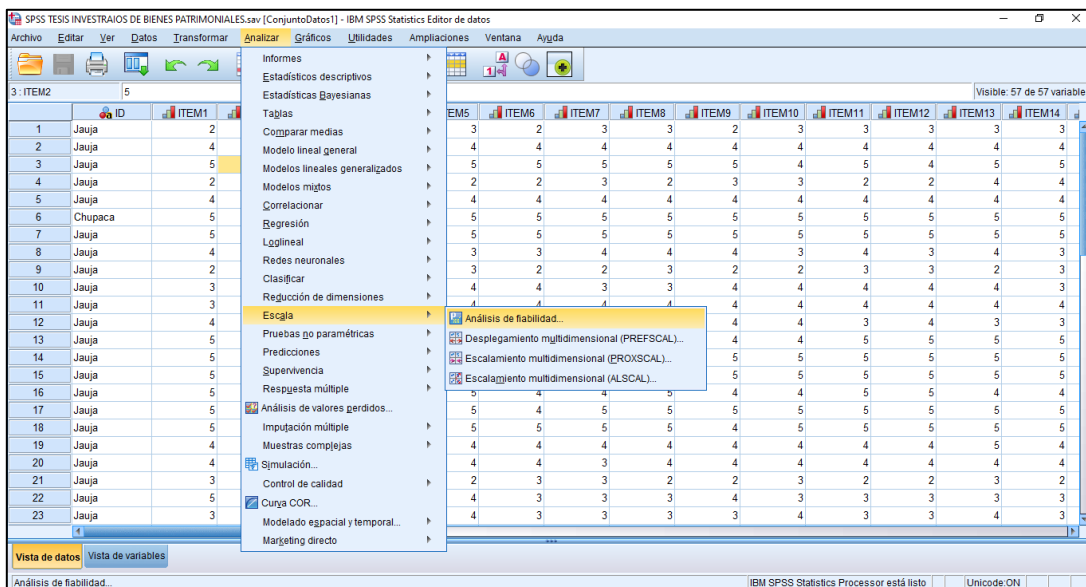 SPSS TESIS INVESTRAIOS DE BIENES PATRIMONIALES.sav [ConjuntoDatos1] - IBM SPSS Statistics Editor de datos
Archivo Editar Ver Datos Transformar Analizar Gráficos Utilidades Ampliaciones Ventana Ayuda
3 : ITEM2 5 Visible: 57 de 57 variable
ID ITEM1 EM5 ITEM6 ITEM7 ITEM8 ITEM9 ITEM10 ITEM11 ITEM12 ITEM13 ITEM14
1 Jauja 2 3 2 3 3 2 3 3 3 3 3
2 Jauja 4 4 4 4 4 4 4 4 4 4 4
3 Jauja 5 5 5 5 5 5 4 5 4 5 5
4 Jauja 2 2 2 3 2 3 3 2 2 4 4
5 Jauja 4 4 4 4 4 4 4 4 4 4 4
6 Chupaca 5 5 5 5 5 5 5 5 5 5 5
7 Jauja 5 5 5 5 5 5 5 5 5 5 5
8 Jauja 4 3 3 4 4 4 3 4 3 4 3
9 Jauja 2 3 2 2 3 2 2 3 3 2 3
10 Jauja 3 4 4 3 3 4 4 4 4 4 3
11 Jauja 3 4 4 4 4 4 4 4 4 4 4
12 Jauja 4 4 4 3 4 3 3
13 Jauja 5 4 4 5 5 5 5
14 Jauja 5 5 5 5 5 5 5
15 Jauja 5 5 5 5 5 5 5
16 Jauja 5 5 4 4 5 4 4 5 5 4 4
17 Jauja 5 5 4 5 5 5 5 5 5 5 5
18 Jauja 5 5 5 5 5 4 5 5 5 5 5
19 Jauja 4 4 4 4 4 4 4 4 4 5 4
20 Jauja 4 4 4 3 4 4 4 4 4 4 4
21 Jauja 3 2 3 3 2 2 3 2 2 3 2
22 Jauja 5 4 3 3 3 4 3 3 3 3 3
23 Jauja 3 4 3 3 3 3 4 3 3 4 3
Informes
Estadísticos descriptivos
Estadísticas Bayesianas
Tablas
Comparar medias
Modelo lineal general
Modelos lineales generalizados
Modelos mixtos
Correlacionar
Regresión
Loglineal
Redes neuronales
Clasificar
Reducción de dimensiones
Escala
Pruebas no paramétricas
Predicciones
Supervivencia
Respuesta múltiple
Análisis de valores perdidos...
Imputación múltiple
Muestras complejas
Simulación...
Control de calidad
Curva COR...
Modelado espacial y temporal...
Marketing directo
Análisis de fiabilidad...
Desplegamiento multidimensional (PREFSCAL)...
Escalamiento multidimensional (PROXSCAL)...
Escalamiento multidimensional (ALSCAL)...
Vista de datos Vista de variables
Análisis de fiabilidad... IBM SPSS Statistics Processor está listo Unicode:ON